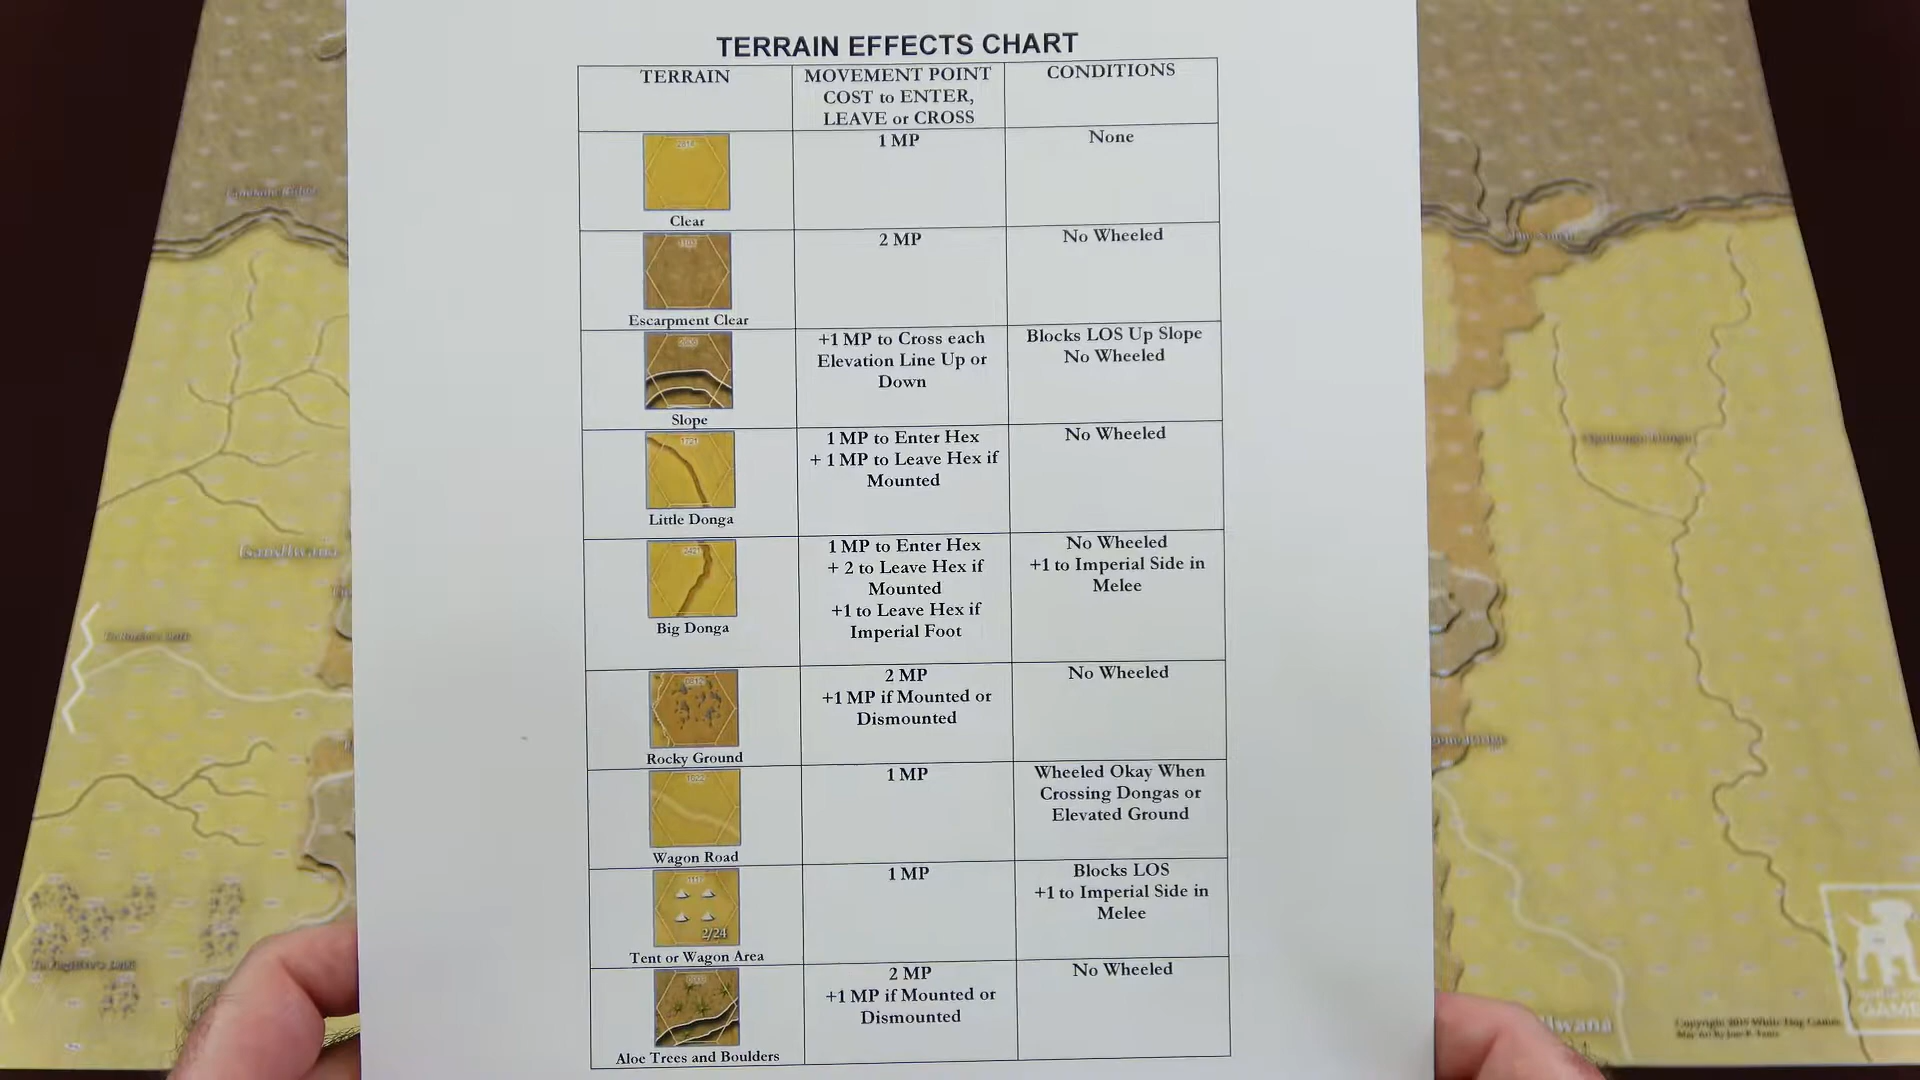 TERRAIN EFFECTS CHART
TERRAIN
MOVEMENT POINT
COST to ENTER,
LEAVE or CROSS
CONDITIONS
Clear
1 MP
None
Escarpment Clear
2 MP
No Wheeled
Slope
+1 MP to Cross each
Elevation Line Up or
Down
Blocks LOS Up Slope
No Wheeled
Little Donga
1 MP to Enter Hex
+ 1 MP to Leave Hex if
Mounted
No Wheeled
Big Donga
1 MP to Enter Hex
+ 2 to Leave Hex if
Mounted
+1 to Leave Hex if
Imperial Foot
No Wheeled
+1 to Imperial Side in
Melee
Rocky Ground
2 MP
+1 MP if Mounted or
Dismounted
No Wheeled
Wagon Road
1 MP
Wheeled Okay When
Crossing Dongas or
Elevated Ground
2/24
Tent or Wagon Area
1 MP
Blocks LOS
+1 to Imperial Side in
Melee
Aloe Trees and Boulders
2 MP
+1 MP if Mounted or
Dismounted
No Wheeled
Isandlwana